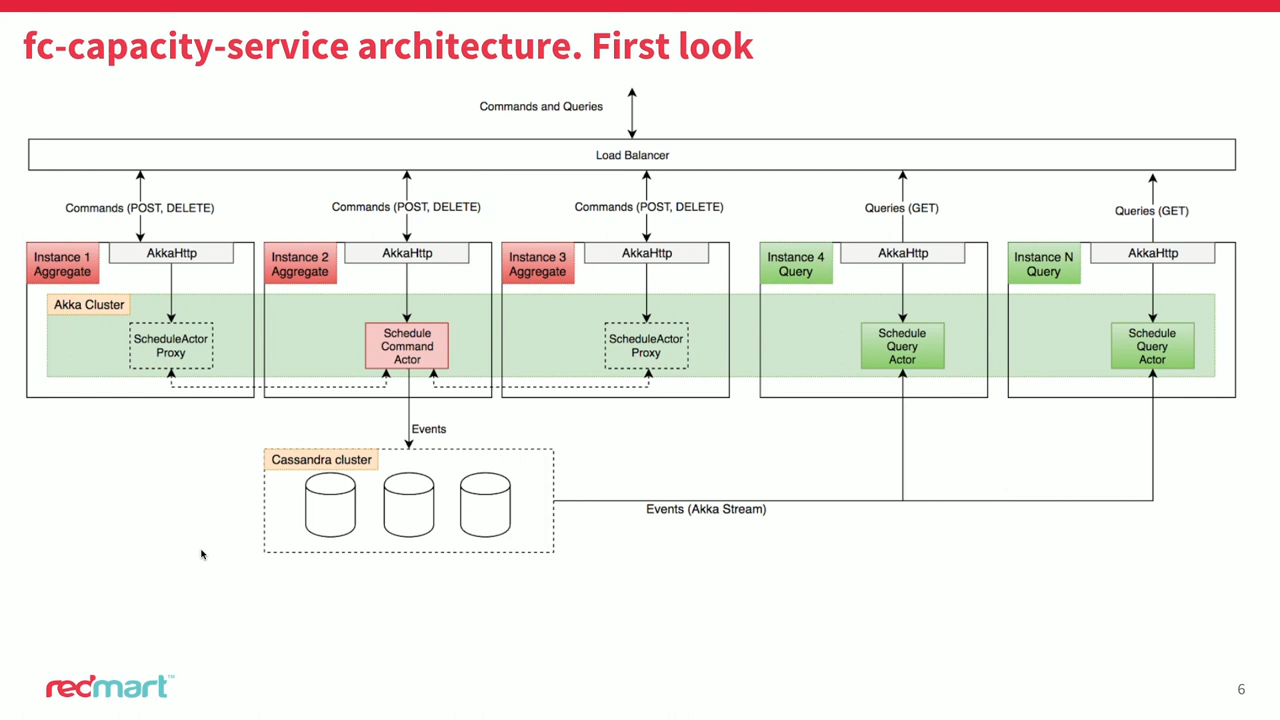 fc-capacity-service architecture. First look
Commands and Queries
Load Balancer
Commands (POST, DELETE)
Commands (POST, DELETE)
Commands (POST, DELETE)
Queries (GET)
Queries (GET)
Instance 1
Aggregate
AkkaHttp
Instance 2
Aggregate
AkkaHttp
Instance 3
Aggregate
AkkaHttp
Instance 4
Query
AkkaHttp
Instance N
Query
AkkaHttp
Akka Cluster
ScheduleActor
Proxy
Schedule
Command
Actor
ScheduleActor
Proxy
Schedule
Query
Actor
Schedule
Query
Actor
Events
Cassandra cluster
Events (Akka Stream)
redmart™
6